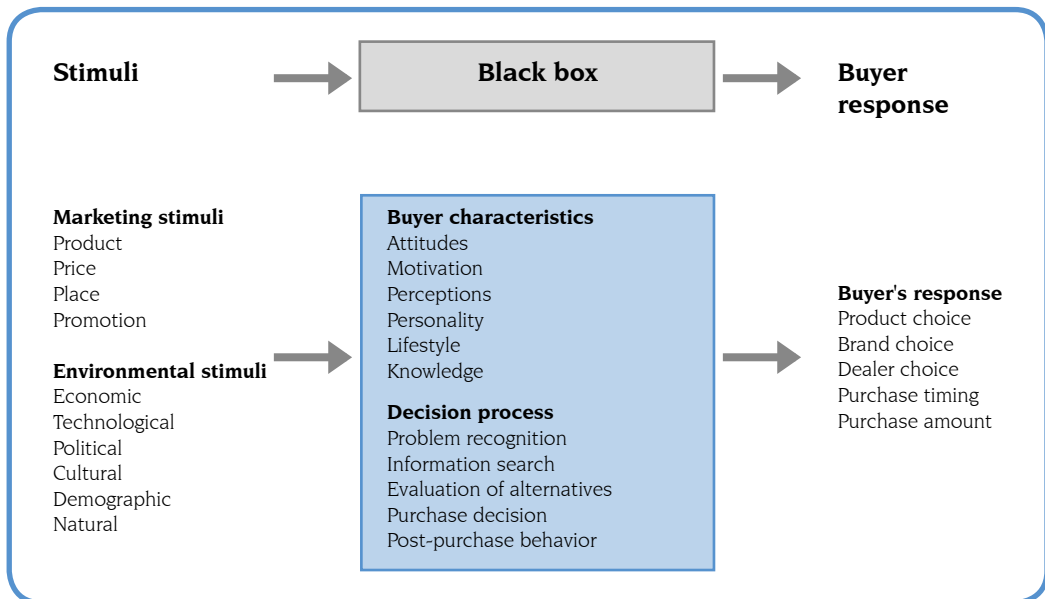 Stimuli
Black box
Buyer
response
Marketing stimuli
Product
Price
Place
Promotion
Environmental stimuli
Economic
Technological
Political
Cultural
Demographic
Natural
Buyer characteristics
Attitudes
Motivation
Perceptions
Personality
Lifestyle
Knowledge
Decision process
Problem recognition
Information search
Evaluation of alternatives
Purchase decision
Post-purchase behavior
Buyer's response
Product choice
Brand choice
Dealer choice
Purchase timing
Purchase amount